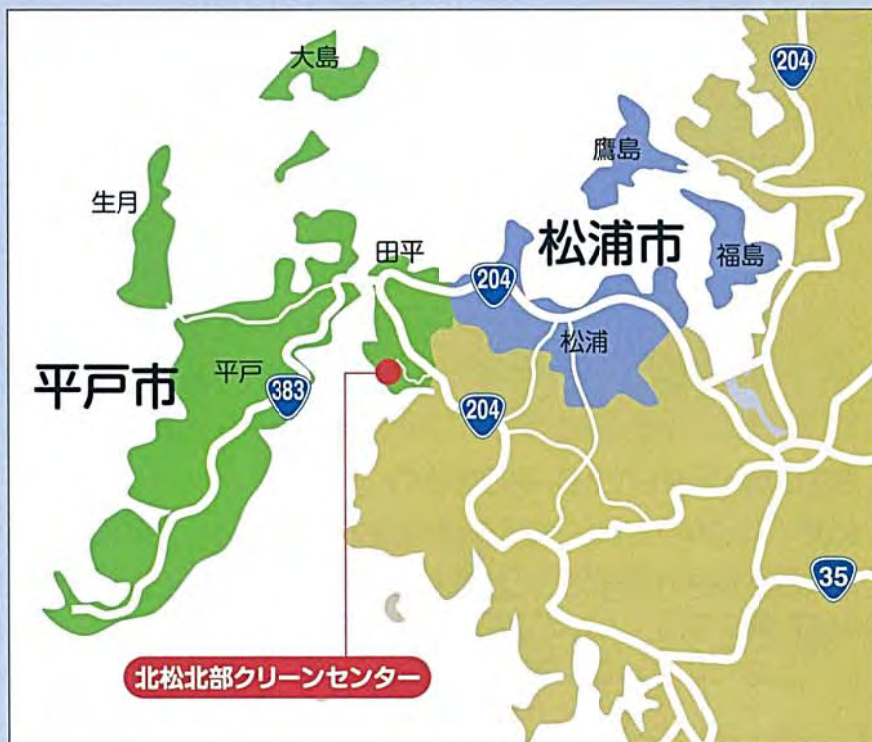 大島
204
鷹島
生月
田平
松浦市
福島
204
松浦
平戸市
平戸
383
204
35
北松北部クリーンセンター